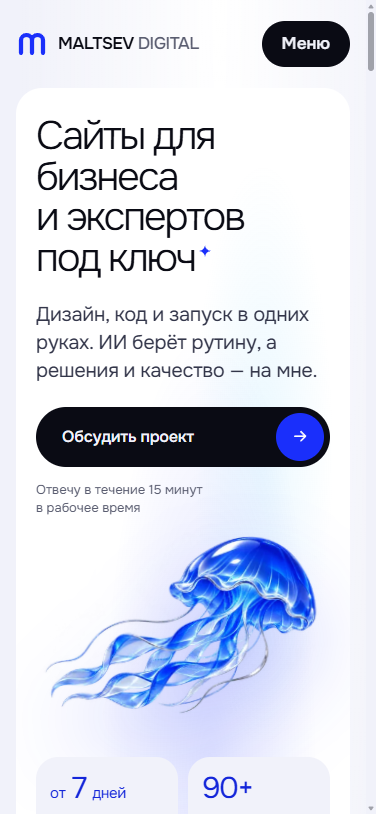 MALTSEV DIGITAL
Меню
Сайты для
бизнеса
и экспертов
под ключ
Дизайн, код и запуск в одних
руках. ИИ берёт рутину, а
решения и качество — на мне.
Обсудить проект
Отвечу в течение 15 минут
в рабочее время
от 7 дней
90+